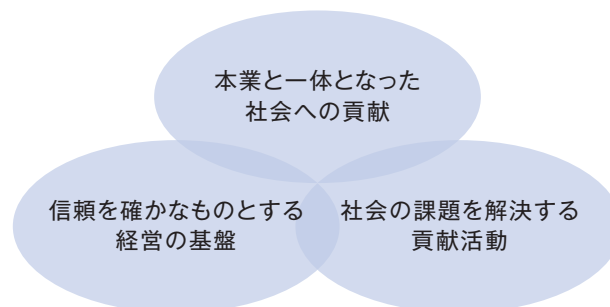 本業と一体となった
社会への貢献
信頼を確かなものとする
経営の基盤
社会の課題を解決する
貢献活動